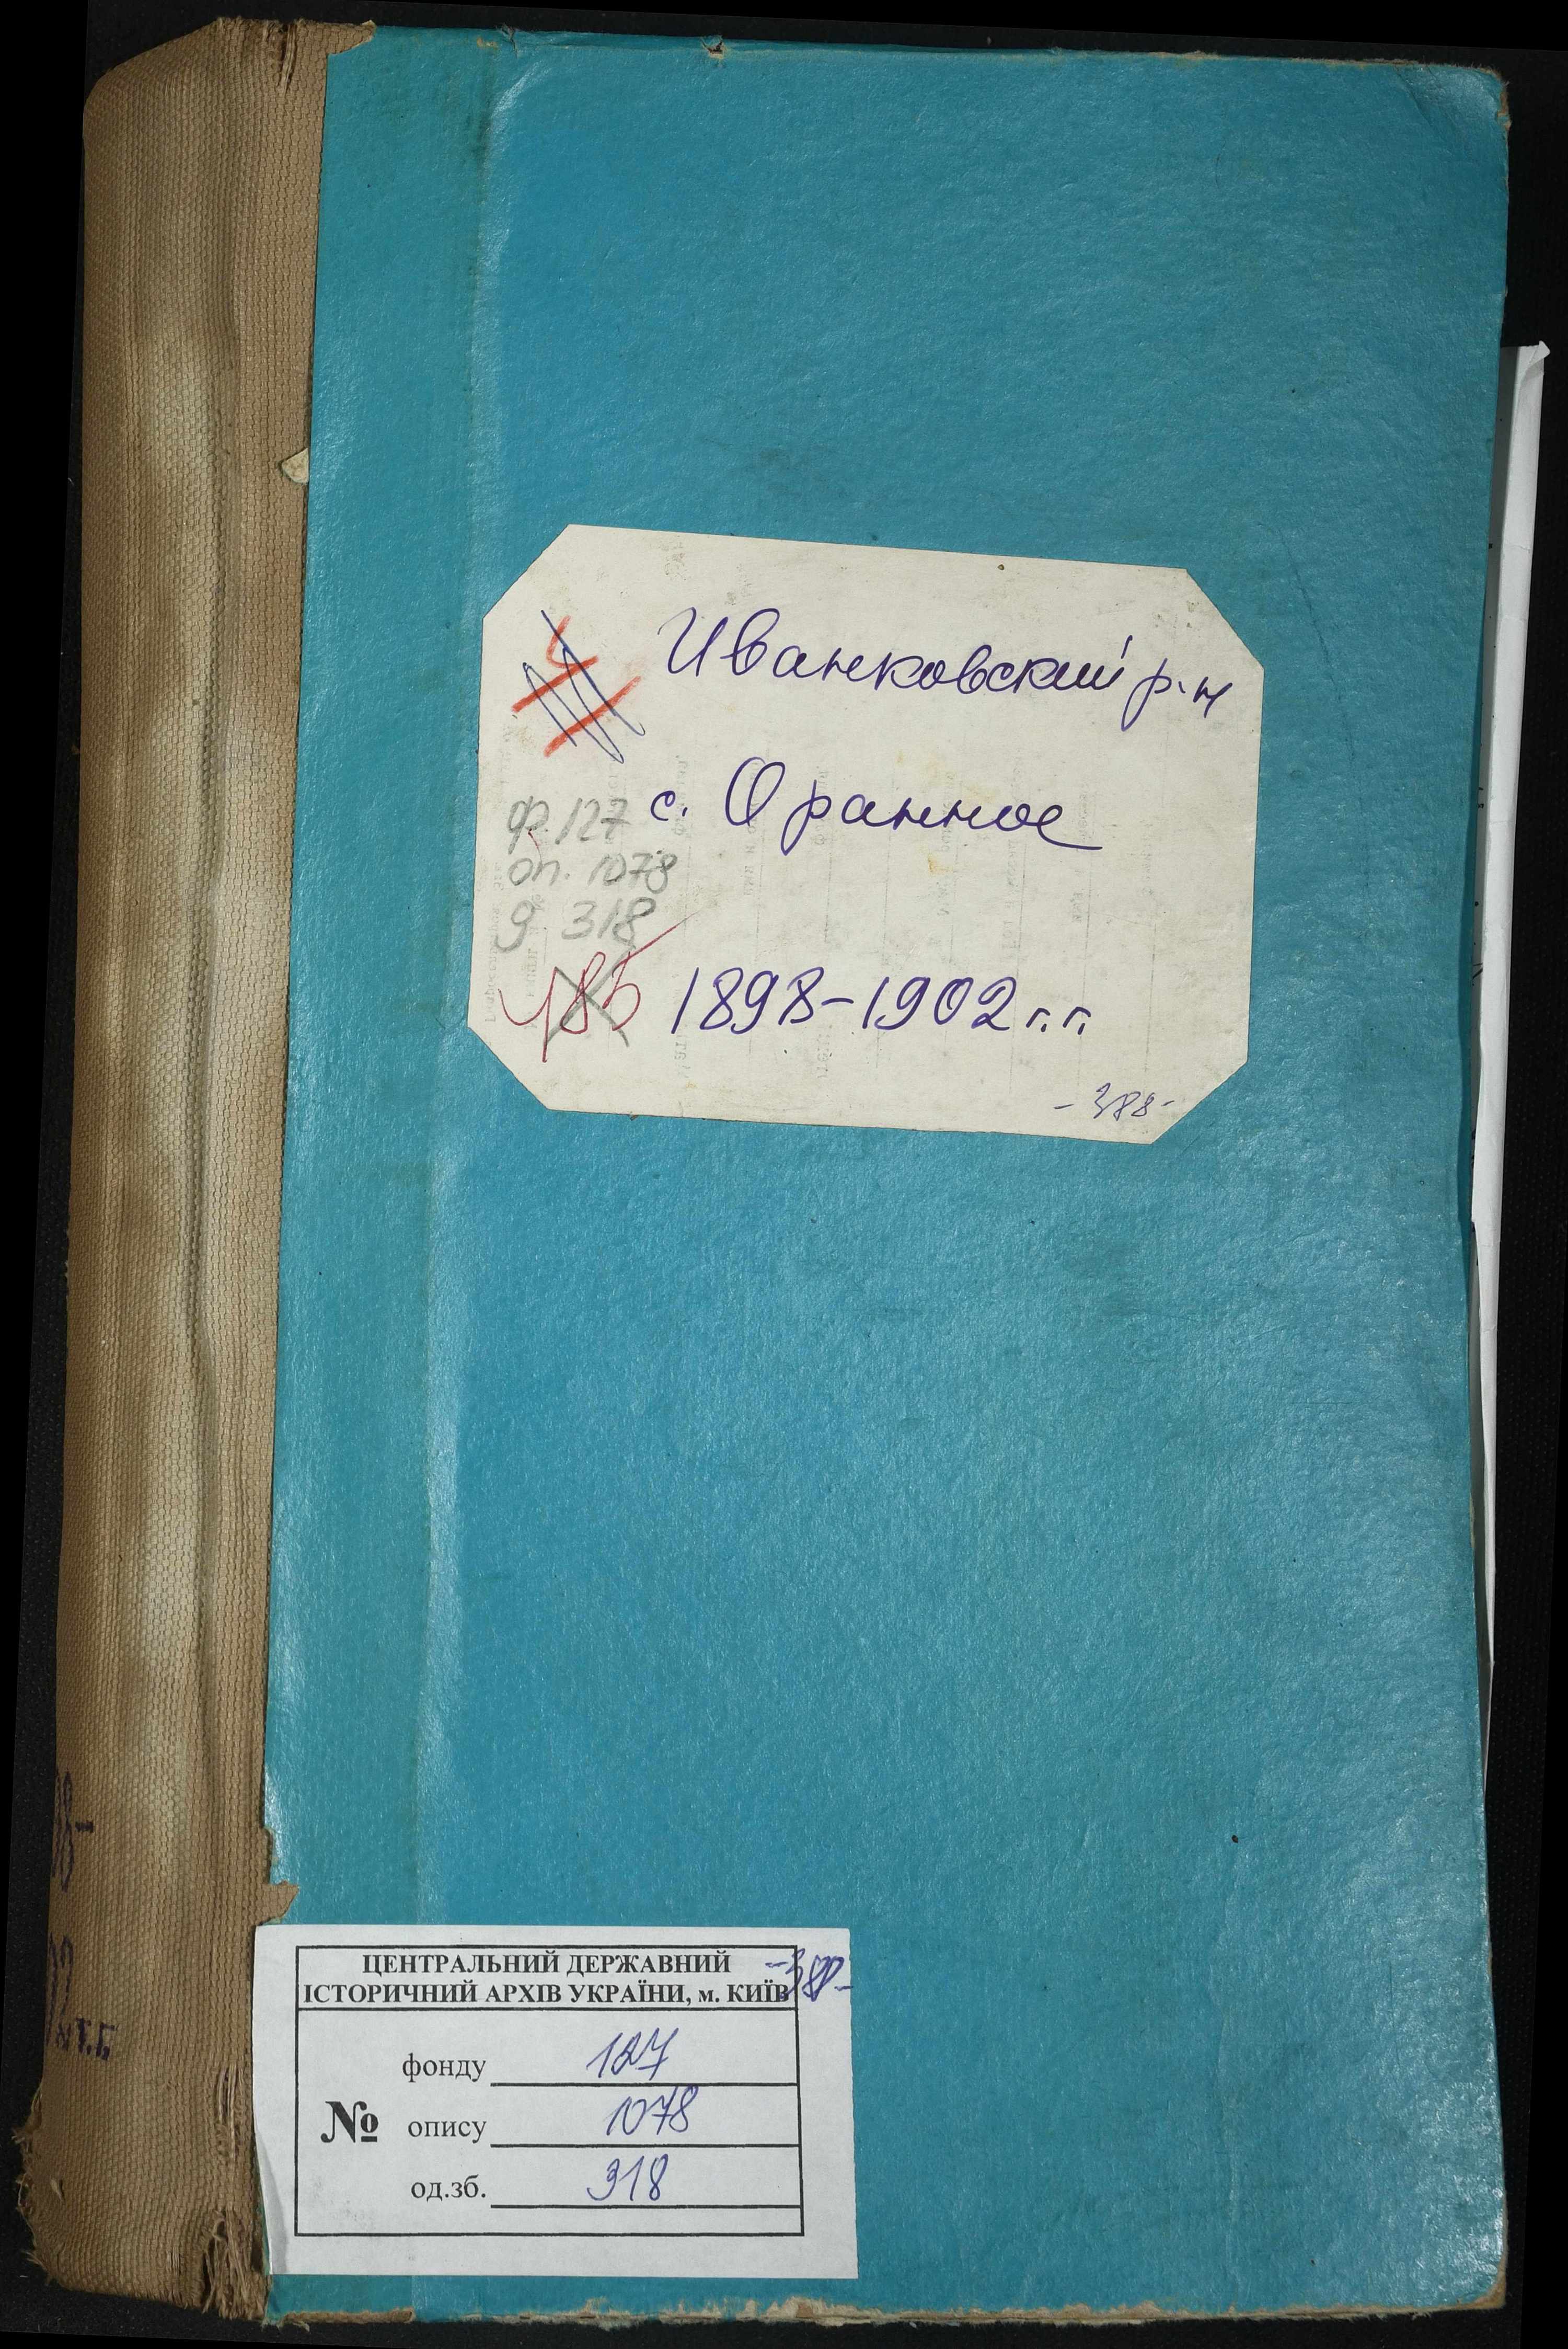 Иванковский р-н
с. Оранное
ф. 127
оп. 1078
д 318
485
1898-1902 г.г.
-388-
ЦЕНТРАЛЬНИЙ ДЕРЖАВНИЙ
ІСТОРИЧНИЙ АРХІВ УКРАЇНИ, м. КИЇВ
фонду 127
№ опису 1078
од.зб. 318